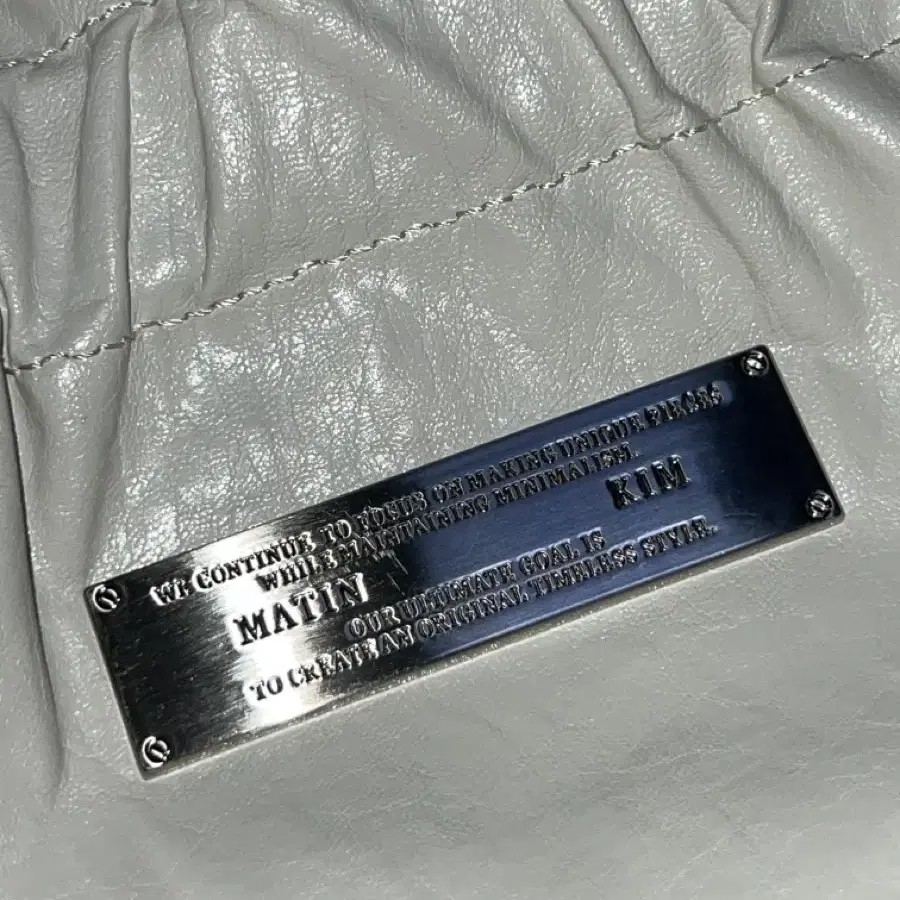 WE CONTINUE TO FOSUS ON MAKING UNIQUE PIECES
WHILE MAINTAINING MINIMALISM.
MATIN KIM
OUR ULTIMATE GOAL IS
TO CREATE AN ORIGINAL TIMELESS STYLE.